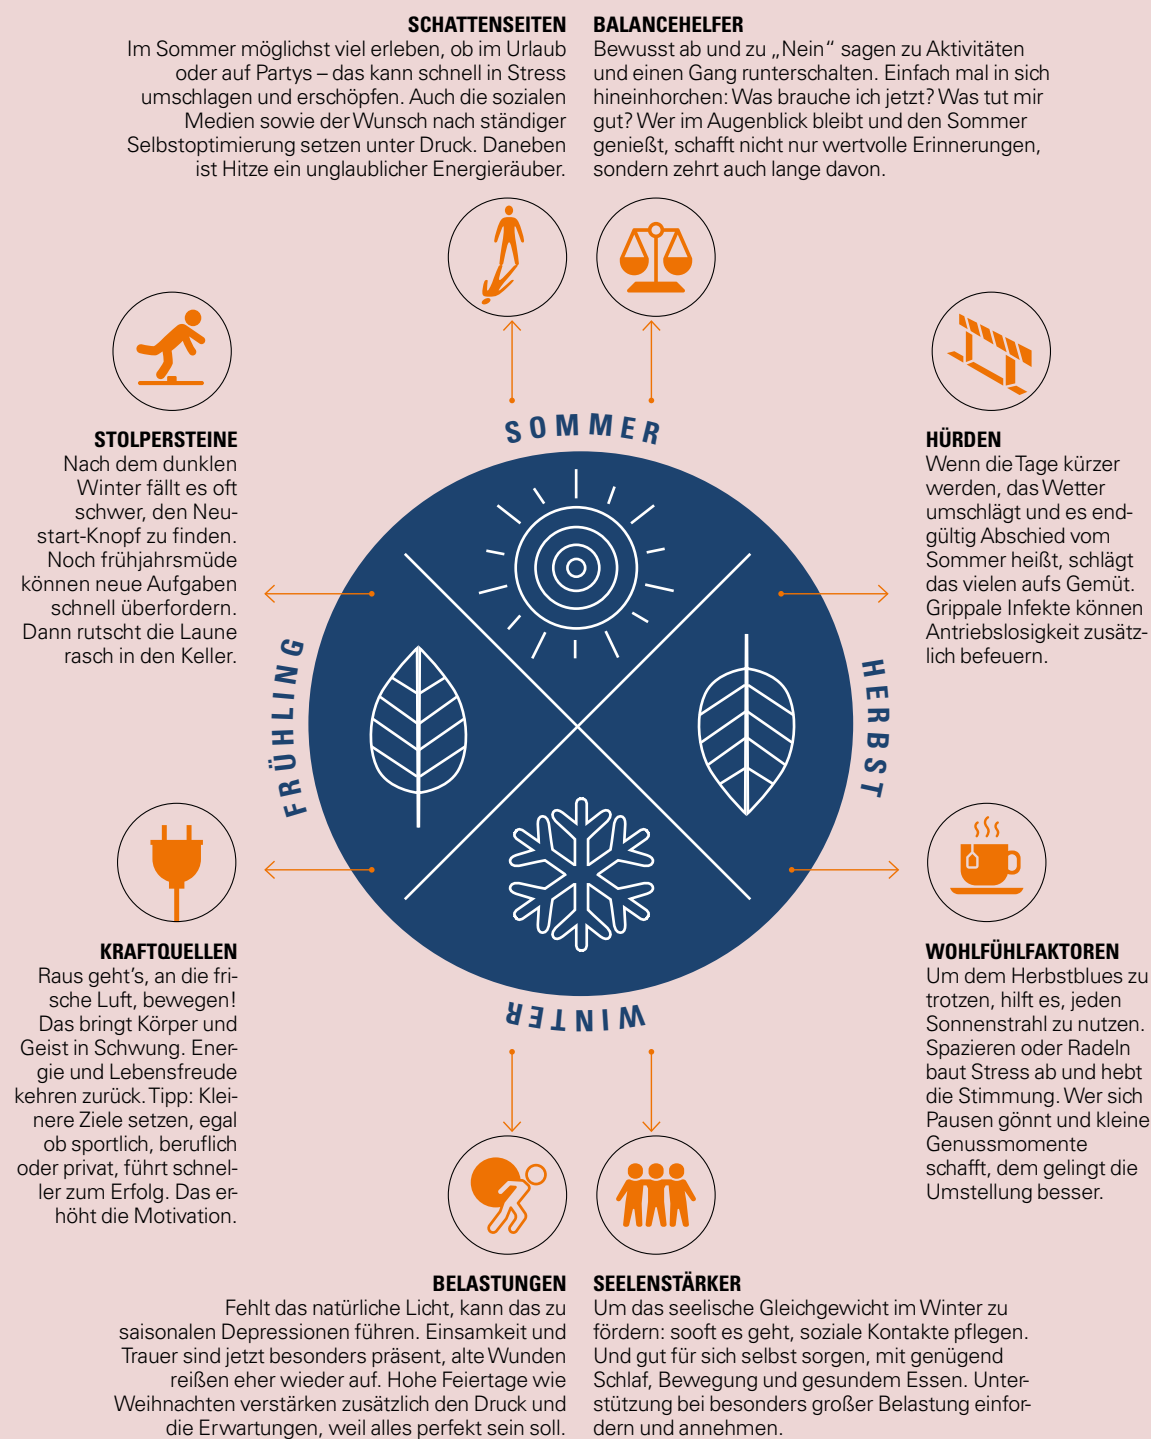 SCHATTENSEITEN
Im Sommer möglichst viel erleben, ob im Urlaub
oder auf Partys – das kann schnell in Stress
umschlagen und erschöpfen. Auch die sozialen
Medien sowie der Wunsch nach ständiger
Selbstoptimierung setzen unter Druck. Daneben
ist Hitze ein unglaublicher Energieräuber.
BALANCEHELFER
Bewusst ab und zu „Nein“ sagen zu Aktivitäten
und einen Gang runterschalten. Einfach mal in sich
hineinhorchen: Was brauche ich jetzt? Was tut mir
gut? Wer im Augenblick bleibt und den Sommer
genießt, schafft nicht nur wertvolle Erinnerungen,
sondern zehrt auch lange davon.
STOLPERSTEINE
Nach dem dunklen
Winter fällt es oft
schwer, den Neu-
start-Knopf zu finden.
Noch frühjahrsmüde
können neue Aufgaben
schnell überfordern.
Dann rutscht die Laune
rasch in den Keller.
SOMMER
HÜRDEN
Wenn die Tage kürzer
werden, das Wetter
umschlägt und es end-
gültig Abschied vom
Sommer heißt, schlägt
das vielen aufs Gemüt.
Grippale Infekte können
Antriebslosigkeit zusätz-
lich befeuern.
FRÜHLING
HERBST
KRAFTQUELLEN
Raus geht’s, an die fri-
sche Luft, bewegen!
Das bringt Körper und
Geist in Schwung. Ener-
gie und Lebensfreude
kehren zurück. Tipp: Klei-
nere Ziele setzen, egal
ob sportlich, beruflich
oder privat, führt schnel-
ler zum Erfolg. Das er-
höht die Motivation.
WINTER
WOHLFÜHLFAKTOREN
Um dem Herbstblues zu
trotzen, hilft es, jeden
Sonnenstrahl zu nutzen.
Spazieren oder Radeln
baut Stress ab und hebt
die Stimmung. Wer sich
Pausen gönnt und kleine
Genussmomente
schafft, dem gelingt die
Umstellung besser.
BELASTUNGEN
Fehlt das natürliche Licht, kann das zu
saisonalen Depressionen führen. Einsamkeit und
Trauer sind jetzt besonders präsent, alte Wunden
reißen eher wieder auf. Hohe Feiertage wie
Weihnachten verstärken zusätzlich den Druck und
die Erwartungen, weil alles perfekt sein soll.
SEELENSTÄRKER
Um das seelische Gleichgewicht im Winter zu
fördern: sooft es geht, soziale Kontakte pflegen.
Und gut für sich selbst sorgen, mit genügend
Schlaf, Bewegung und gesundem Essen. Unter-
stützung bei besonders großer Belastung einfor-
dern und annehmen.